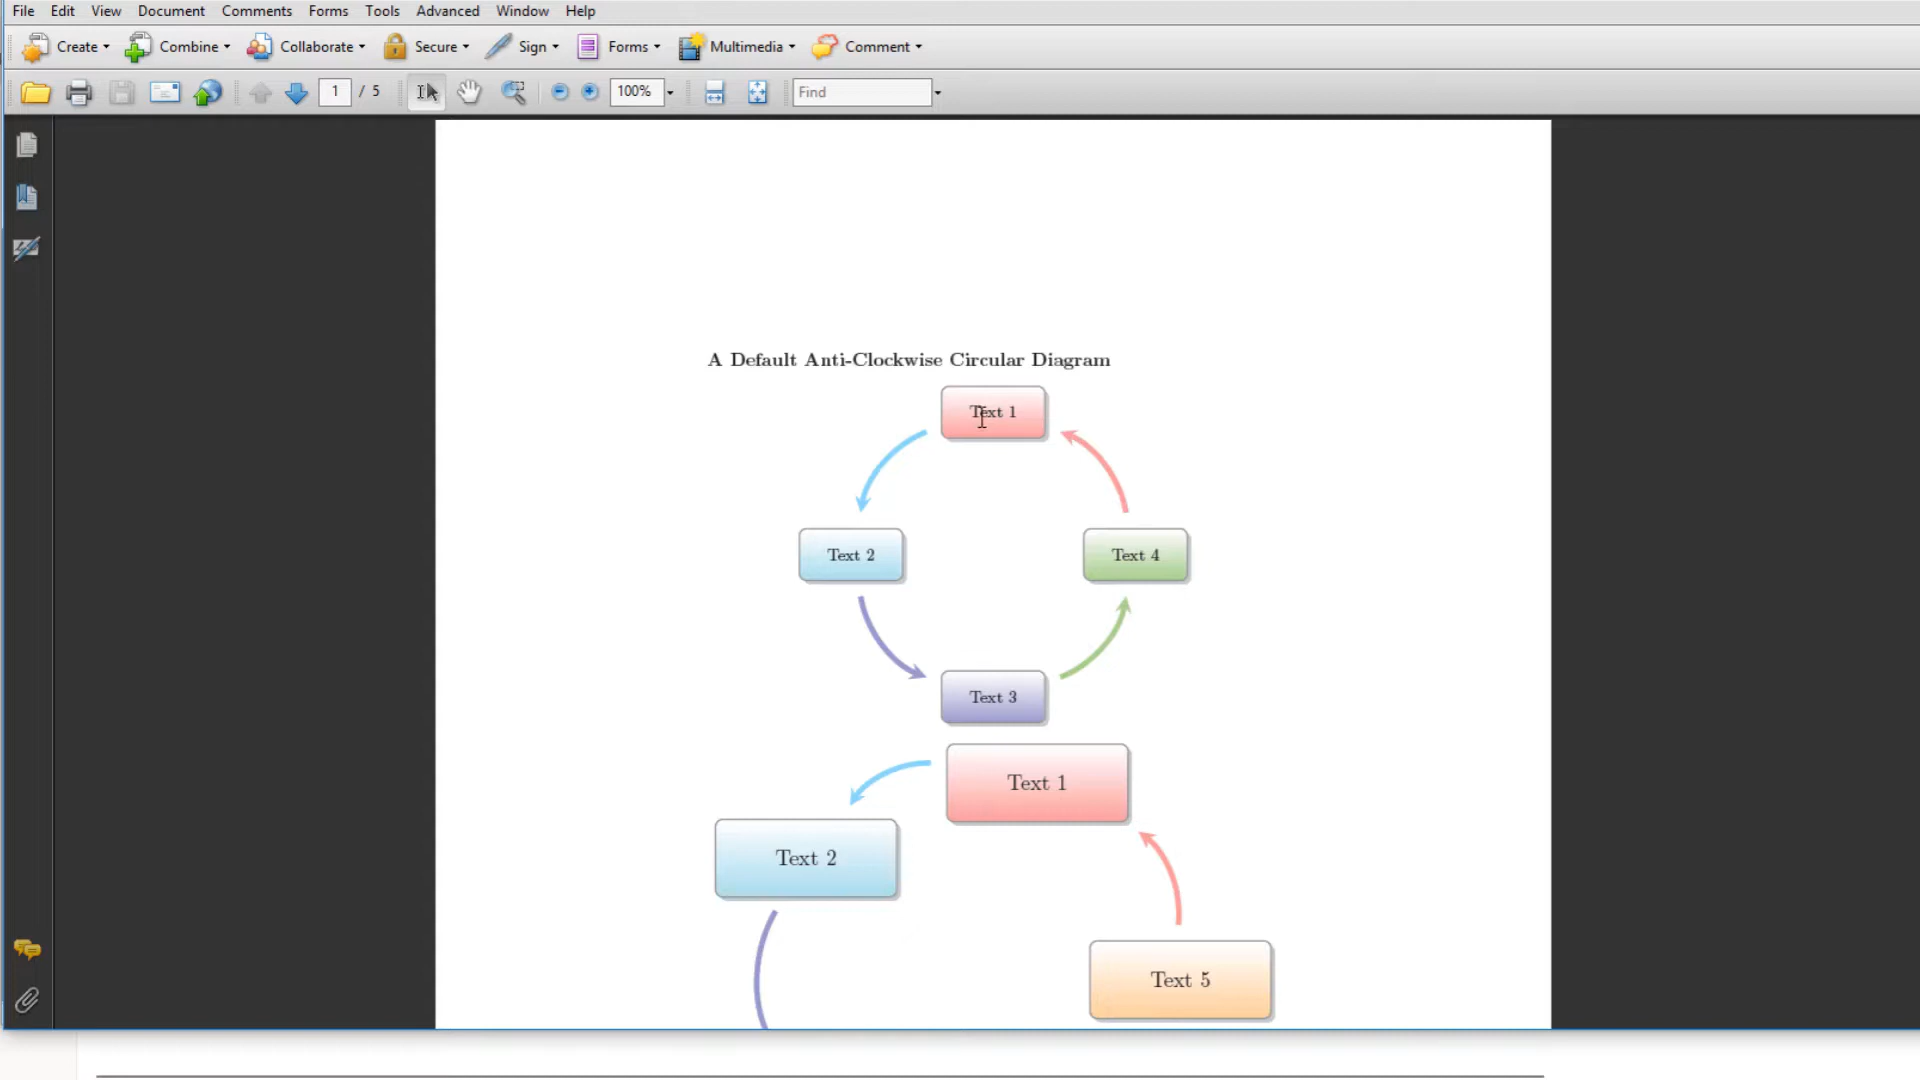 File Edit View Document Comments Forms Tools Advanced Window Help
Create Combine Collaborate Secure Sign Forms Multimedia Comment
1 / 5 100% Find
A Default Anti-Clockwise Circular Diagram
Text 1
Text 2 Text 4
Text 3
Text 1
Text 2
Text 5